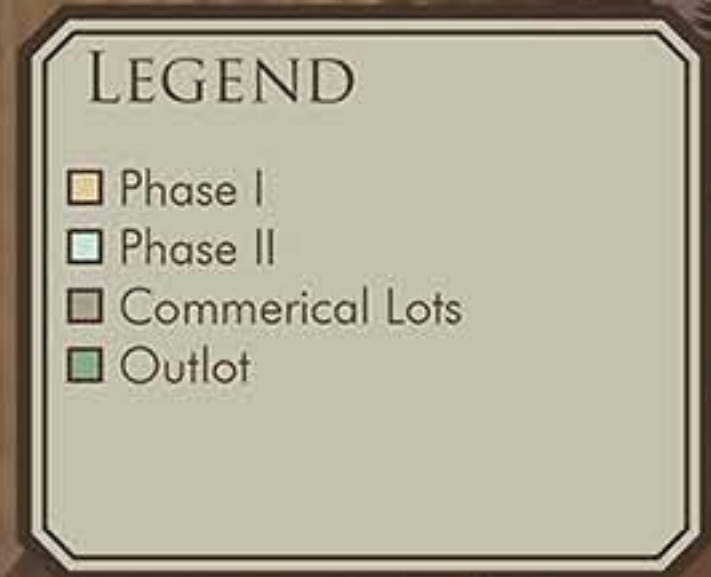 LEGEND
Phase I
Phase II
Commerical Lots
Outlot